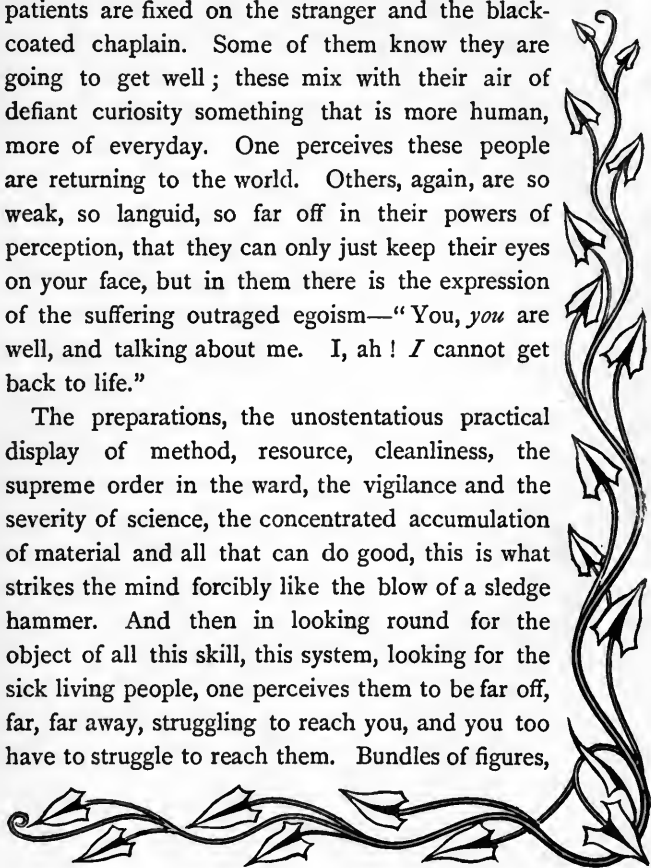 patients are fixed on the stranger and the black-
coated chaplain. Some of them know they are
going to get well; these mix with their air of
defiant curiosity something that is more human,
more of everyday. One perceives these people
are returning to the world. Others, again, are so
weak, so languid, so far off in their powers of
perception, that they can only just keep their eyes
on your face, but in them there is the expression
of the suffering outraged egoism—“You, you are
well, and talking about me. I, ah! I cannot get
back to life.”
The preparations, the unostentatious practical
display of method, resource, cleanliness, the
supreme order in the ward, the vigilance and the
severity of science, the concentrated accumulation
of material and all that can do good, this is what
strikes the mind forcibly like the blow of a sledge
hammer. And then in looking round for the
object of all this skill, this system, looking for the
sick living people, one perceives them to be far off,
far, far away, struggling to reach you, and you too
have to struggle to reach them. Bundles of figures,